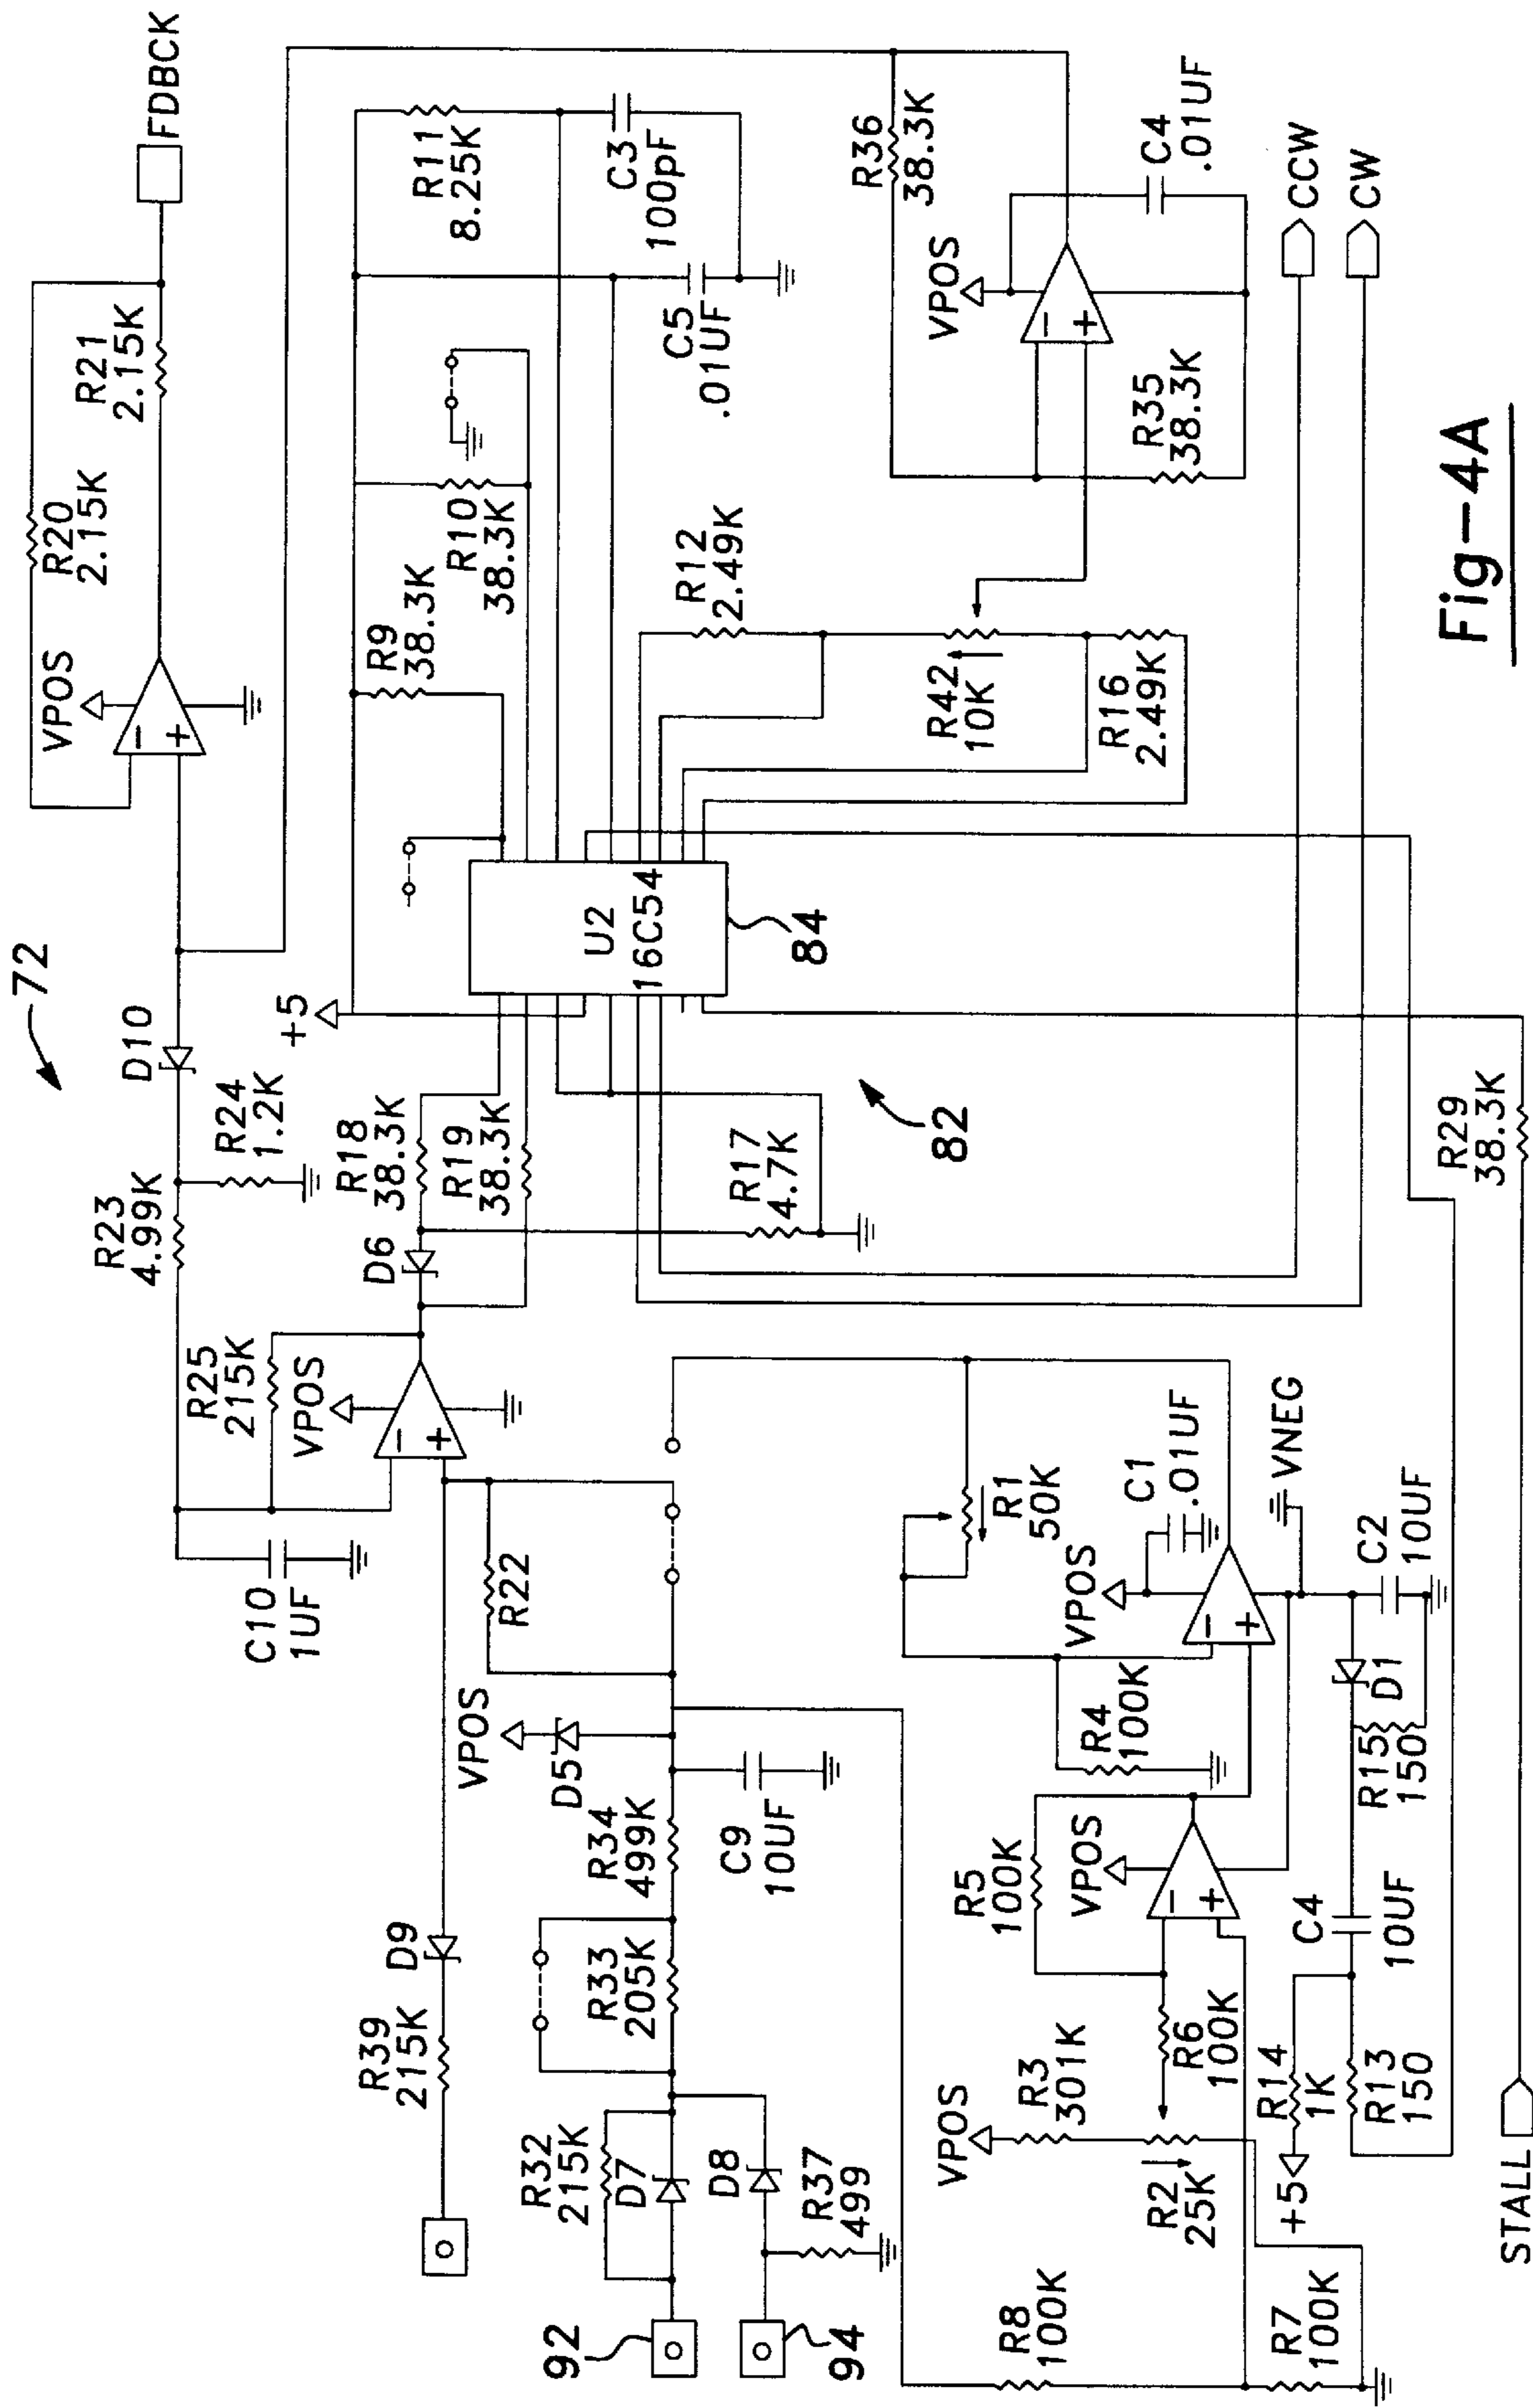 72
R20
2.15K
R21
2.15K
FDBCK
VPOS
D10
R23
4.99K
R24
1.2K
+5
R9
38.3K
R10
38.3K
R11
8.25K
C3
100pF
C5
.01UF
R25
215K
VPOS
C10
1UF
D6
R18
38.3K
R19
38.3K
R17
4.7K
U2
16C54
84
82
R12
2.49K
R42
10K
R16
2.49K
R36
38.3K
VPOS
R35
38.3K
C4
.01UF
CCW
CW
R39
215K
D9
R22
VPOS
D5
R34
499K
R33
205K
C9
10UF
R32
215K
D7
D8
R37
499
92
94
R1
50K
VPOS
C1
.01UF
VNEG
R4
100K
C2
10UF
D1
R15
150
R5
100K
VPOS
C4
10UF
R6
100K
VPOS
R3
301K
R2
25K
R14
1K
+5
R13
150
R8
100K
R7
100K
STALL
R29
38.3K
Fig-4A